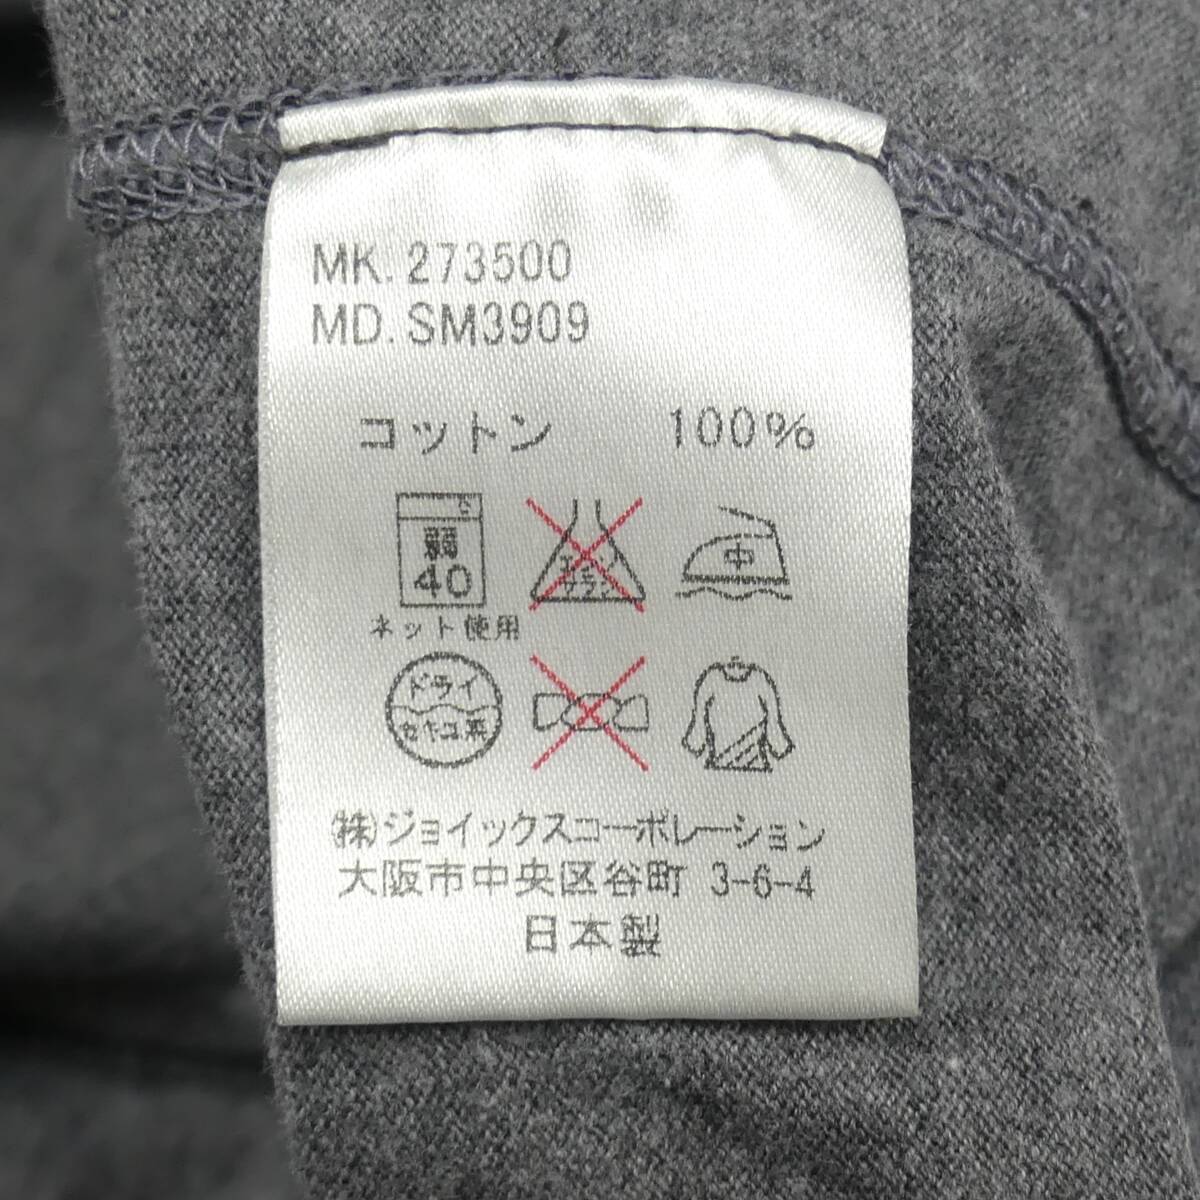 MK. 273500
MD. SM3909
コットン 100%
弱
40
エンソ
サラシ
中
ネット使用
ドライ
セキユ系
㈱ジョイックスコーポレーション
大阪市中央区谷町 3-6-4
日本製